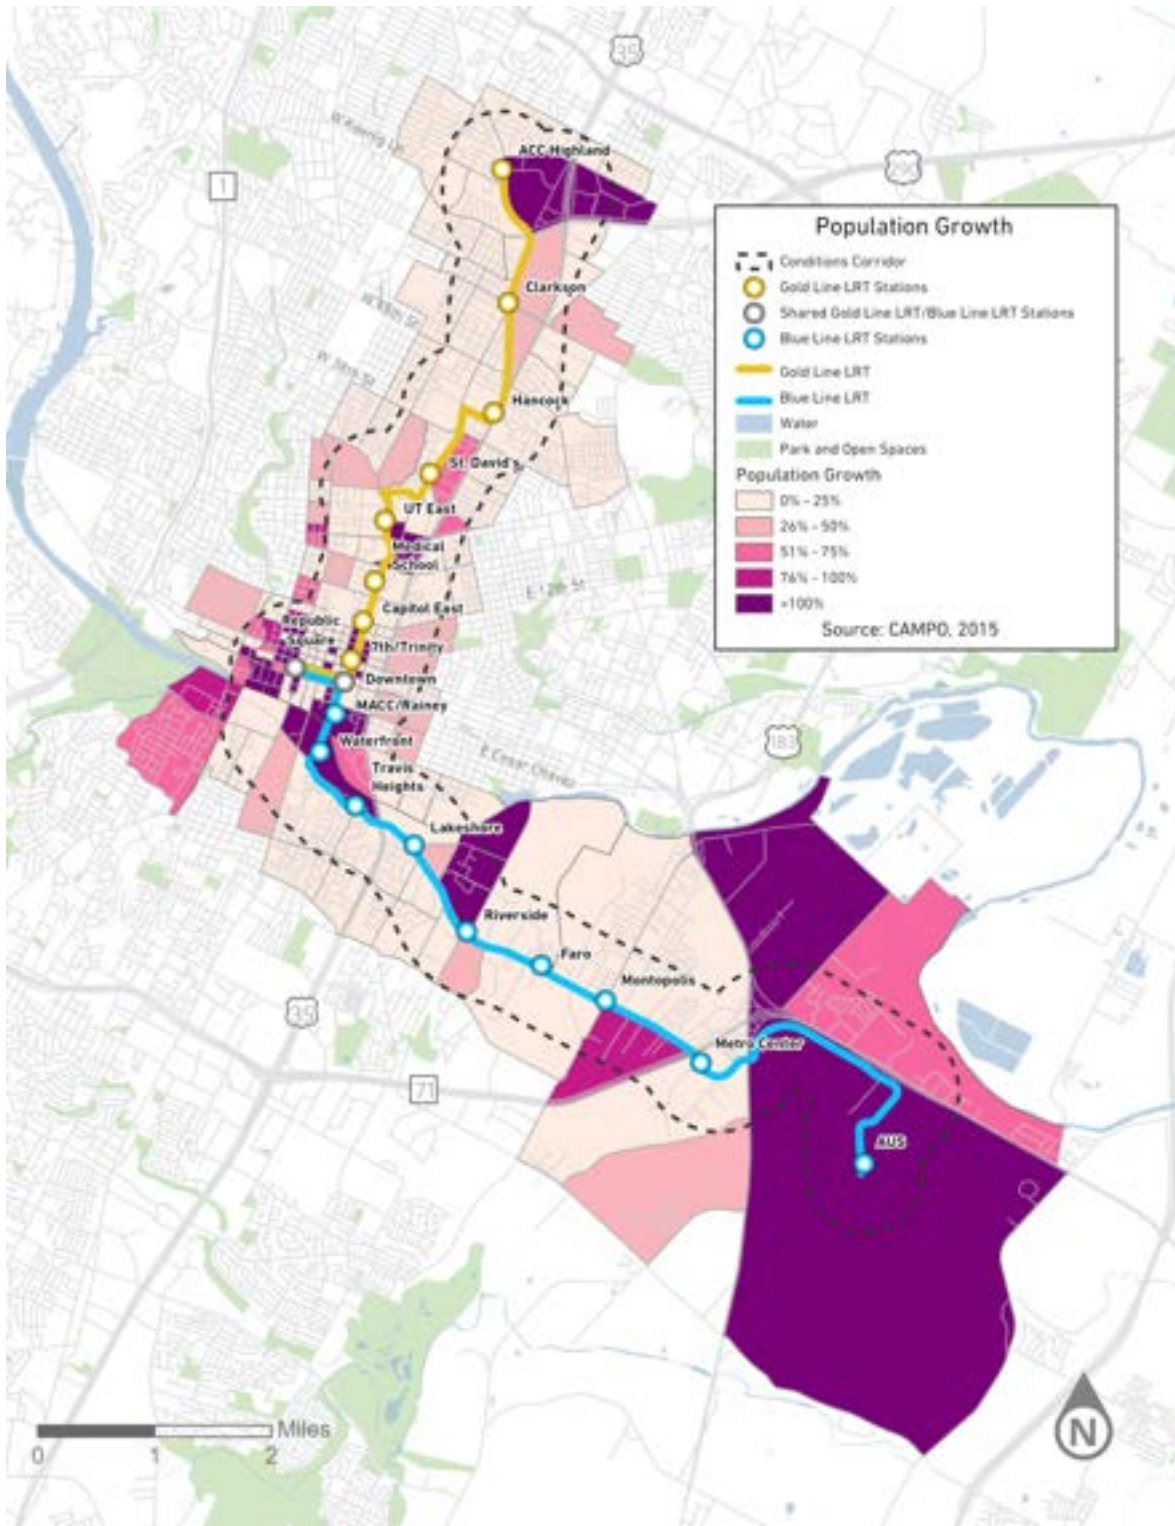 35
W Koenig Ln
ACC-Highland
290
1
Population Growth
Conditions Corridor
Gold Line LRT Stations
Shared Gold Line LRT/Blue Line LRT Stations
Blue Line LRT Stations
Gold Line LRT
Blue Line LRT
Water
Park and Open Spaces
Population Growth
0% - 25%
26% - 50%
51% - 75%
76% - 100%
>100%
Source: CAMPO, 2015
Clarkson
W 38th St
Hancock
St. David's
UT East
Medical
School
E 12th St
Capitol East
Republic
Square
7th/Trinity
Downtown
MACC/Rainey
Waterfront
183
E Cesar Chavez
Travis
Heights
Lakeshore
Riverside
Faro
Montopolis
35
Metro Center
71
AUS
Miles
0 1 2
N